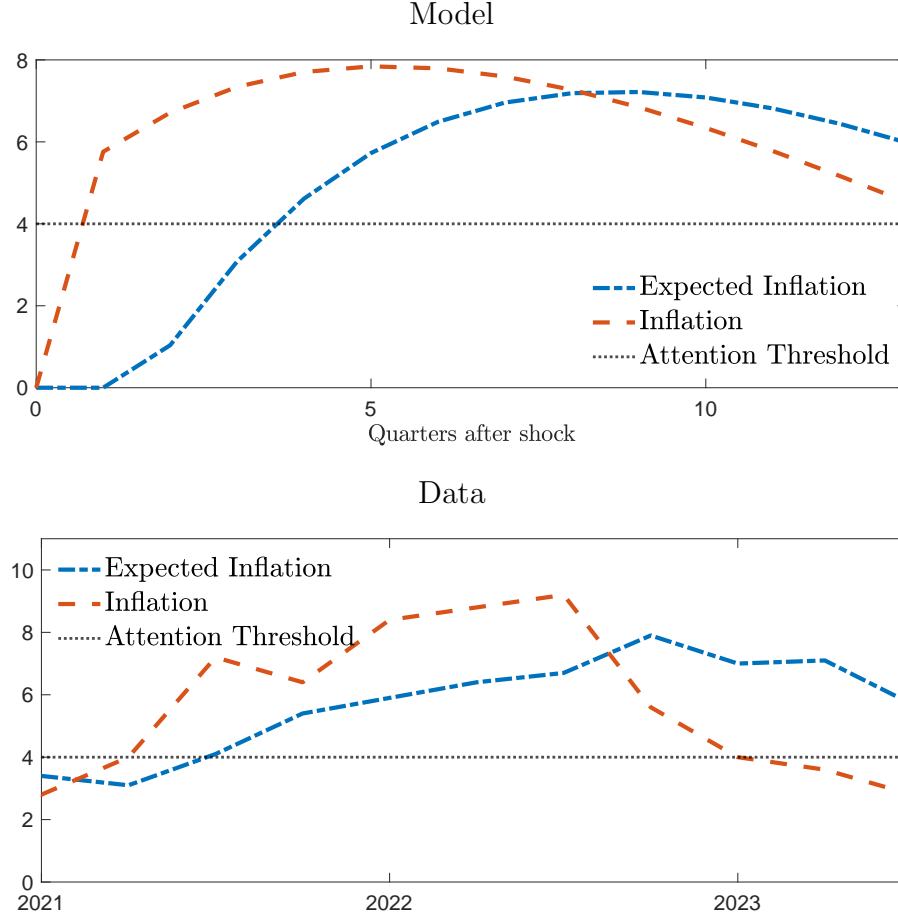 Model
8
6
4
2
0
0 5 10
Quarters after shock
Expected Inflation
Inflation
Attention Threshold
Data
10
8
6
4
2
0
2021 2022 2023
Expected Inflation
Inflation
Attention Threshold